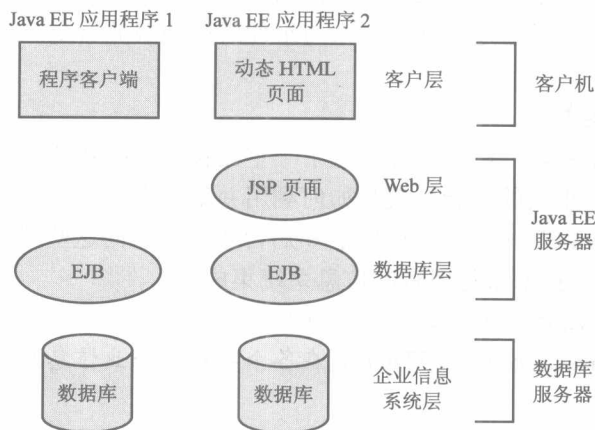 Java EE 应用程序 1 Java EE 应用程序 2
程序客户端
动态 HTML
页面
客户层
客户机
JSP 页面
Web 层
Java EE
服务器
EJB
EJB
数据库层
数据库
数据库
企业信息
系统层
数据库
服务器